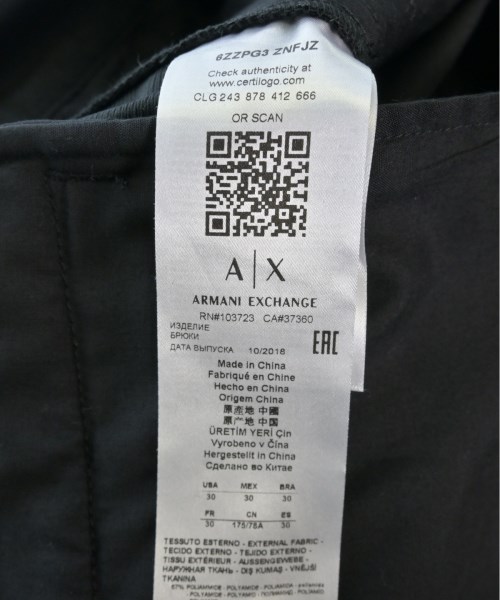 6ZZPG3 ZNFJZ
Check authenticity at
www.certilogo.com
CLG 243 878 412 666
OR SCAN
A|X
ARMANI EXCHANGE
RN#103723 CA#37360
ИЗДЕЛИЕ
БРЮКИ
ДАТА ВЫПУСКА 10/2018
EAC
Made in China
Fabriqué en Chine
Hecho en China
Origem China
原產地 中國
原产地 中国
ÜRETİM YERİ Çin
Vyrobeno v Čína
Hergestellt in China
Сделано во Китае
USA MEX BRA
30 30 30
FR CN ES
30 175/78A 30
TESSUTO ESTERNO - EXTERNAL FABRIC -
TECIDO EXTERNO - TEJIDO EXTERNO -
TISSU EXTÉRIEUR - AUSSENGEWEBE -
НАРУЖНАЯ ТКАНЬ - DIŞ KUMAŞ - VNĚJŠÍ
TKANINA